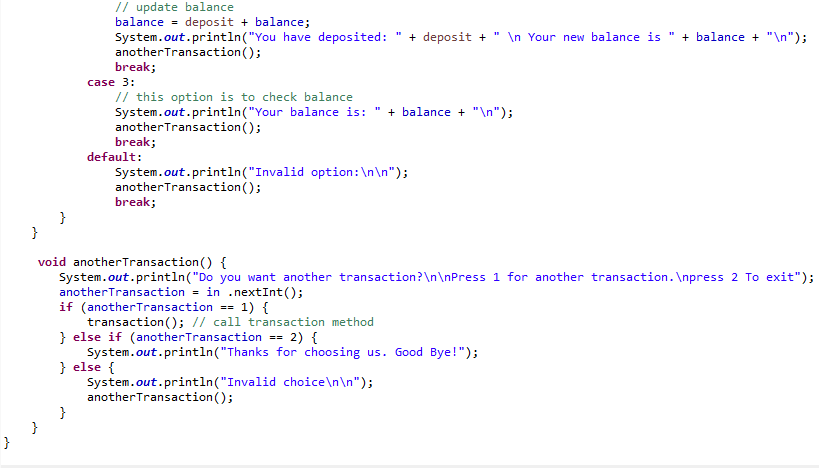 // update balance
balance = deposit + balance;
System.out.println("You have deposited: " + deposit + " \n Your new balance is " + balance + "\n");
anotherTransaction();
break;
case 3:
// this option is to check balance
System.out.println("Your balance is: " + balance + "\n");
anotherTransaction();
break;
default:
System.out.println("Invalid option:\n\n");
anotherTransaction();
break;
}
}
void anotherTransaction() {
System.out.println("Do you want another transaction?\n\nPress 1 for another transaction.\npress 2 To exit");
anotherTransaction = in .nextInt();
if (anotherTransaction == 1) {
transaction(); // call transaction method
} else if (anotherTransaction == 2) {
System.out.println("Thanks for choosing us. Good Bye!");
} else {
System.out.println("Invalid choice\n\n");
anotherTransaction();
}
}
}